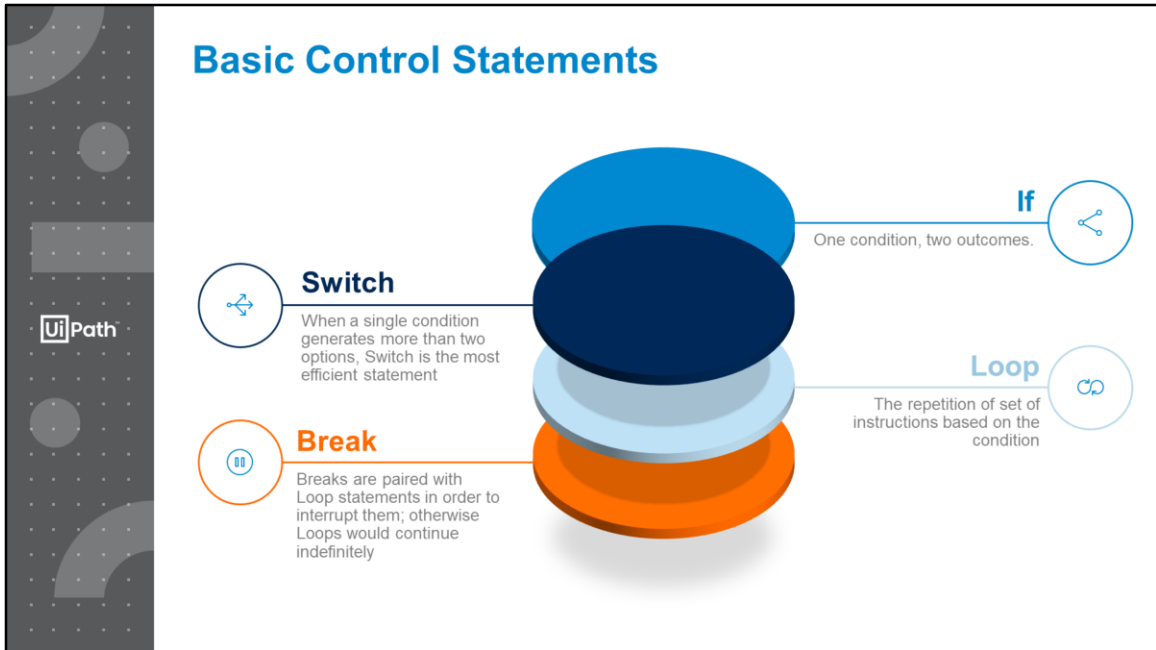 Basic Control Statements
If
One condition, two outcomes.
Switch
When a single condition
generates more than two
options, Switch is the most
efficient statement
Loop
The repetition of set of
instructions based on the
condition
Break
Breaks are paired with
Loop statements in order to
interrupt them; otherwise
Loops would continue
indefinitely
UiPath™